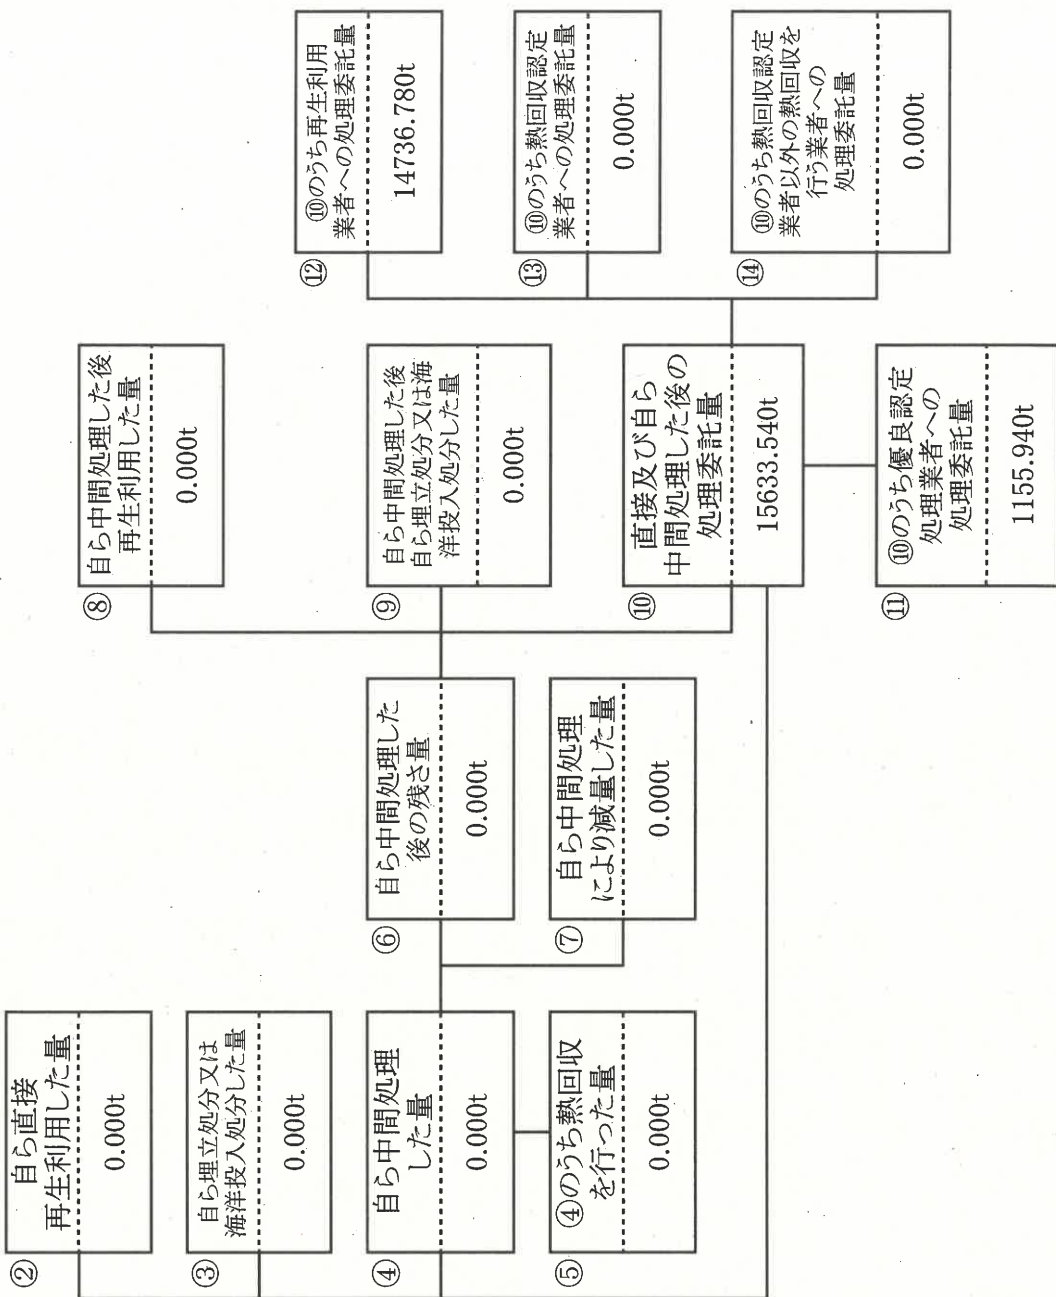 ②
自ら直接
再生利用した量
0.000t
③
自ら埋立処分又は
海洋投入処分した量
0.000t
④
自ら中間処理
した量
0.000t
⑤
④のうち熱回収
を行った量
0.000t
⑥
自ら中間処理した
後の残さ量
0.000t
⑦
自ら中間処理
により減量した量
0.000t
⑧
自ら中間処理した後
再生利用した量
0.000t
⑨
自ら中間処理した後
自ら埋立処分又は海
洋投入処分した量
0.000t
⑩
直接及び自ら
中間処理した後の
処理委託量
15633.540t
⑪
⑩のうち優良認定
処理業者への
処理委託量
1155.940t
⑫
⑩のうち再生利用
業者への処理委託量
14736.780t
⑬
⑩のうち熱回収認定
業者への処理委託量
0.000t
⑭
⑩のうち熱回収認定
業者以外の熱回収を
行う業者への
処理委託量
0.000t